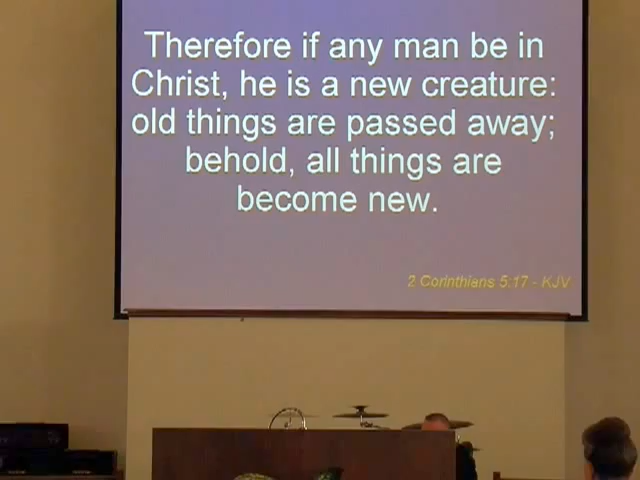 Therefore if any man be in
Christ, he is a new creature:
old things are passed away;
behold, all things are
become new.
2 Corinthians 5:17 - KJV